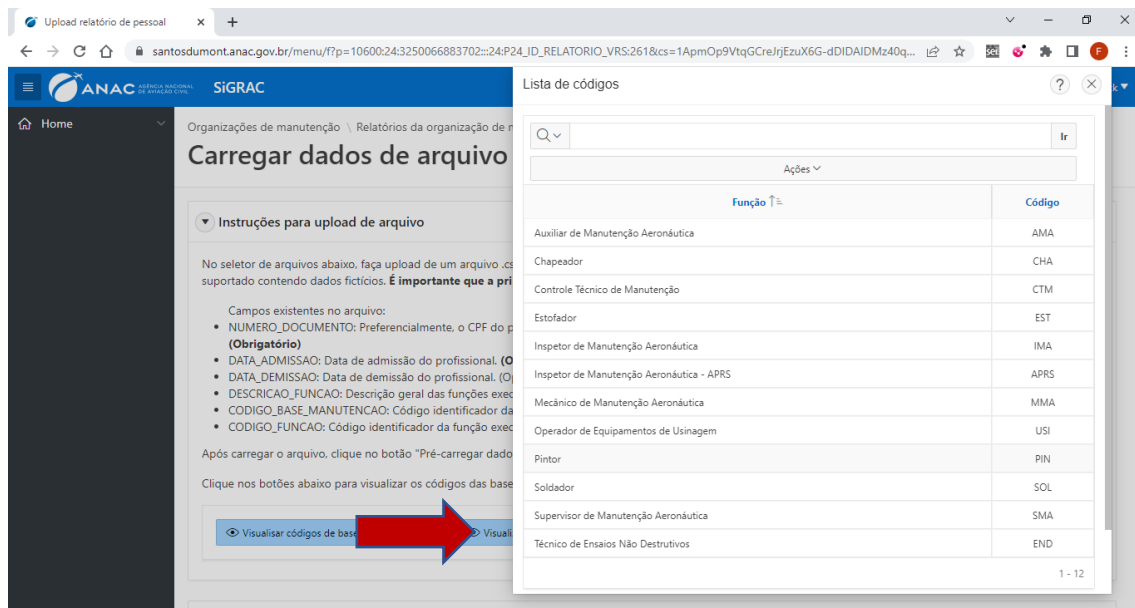 Upload relatório de pessoal
santosdumont.anac.gov.br/menu/f?p=10600:24:3250066883702:::24:P24_ID_RELATORIO_VRS:261&cs=1ApmOp9VtqGCreJrjEzuX6G-dDIDAIDMz40q...
sei
F
ANAC AGÊNCIA NACIONAL DE AVIAÇÃO CIVIL
SiGRAC
Home
Organizações de manutenção \ Relatórios da organização de
Carregar dados de arquivo
Instruções para upload de arquivo
No seletor de arquivos abaixo, faça upload de um arquivo .cs
suportado contendo dados fictícios. É importante que a pri
Campos existentes no arquivo:
• NUMERO_DOCUMENTO: Preferencialmente, o CPF do p
(Obrigatório)
• DATA_ADMISSAO: Data de admissão do profissional. (O
• DATA_DEMISSAO: Data de demissão do profissional. (O
• DESCRICAO_FUNCAO: Descrição geral das funções exec
• CODIGO_BASE_MANUTENCAO: Código identificador da
• CODIGO_FUNCAO: Código identificador da função exec
Após carregar o arquivo, clique no botão "Pré-carregar dado
Clique nos botões abaixo para visualizar os códigos das base
Visualisar códigos de base
Visuali
Lista de códigos
?
Ir
Ações
Função Código
Auxiliar de Manutenção Aeronáutica AMA
Chapeador CHA
Controle Técnico de Manutenção CTM
Estofador EST
Inspetor de Manutenção Aeronáutica IMA
Inspetor de Manutenção Aeronáutica - APRS APRS
Mecânico de Manutenção Aeronáutica MMA
Operador de Equipamentos de Usinagem USI
Pintor PIN
Soldador SOL
Supervisor de Manutenção Aeronáutica SMA
Técnico de Ensaios Não Destrutivos END
1 - 12